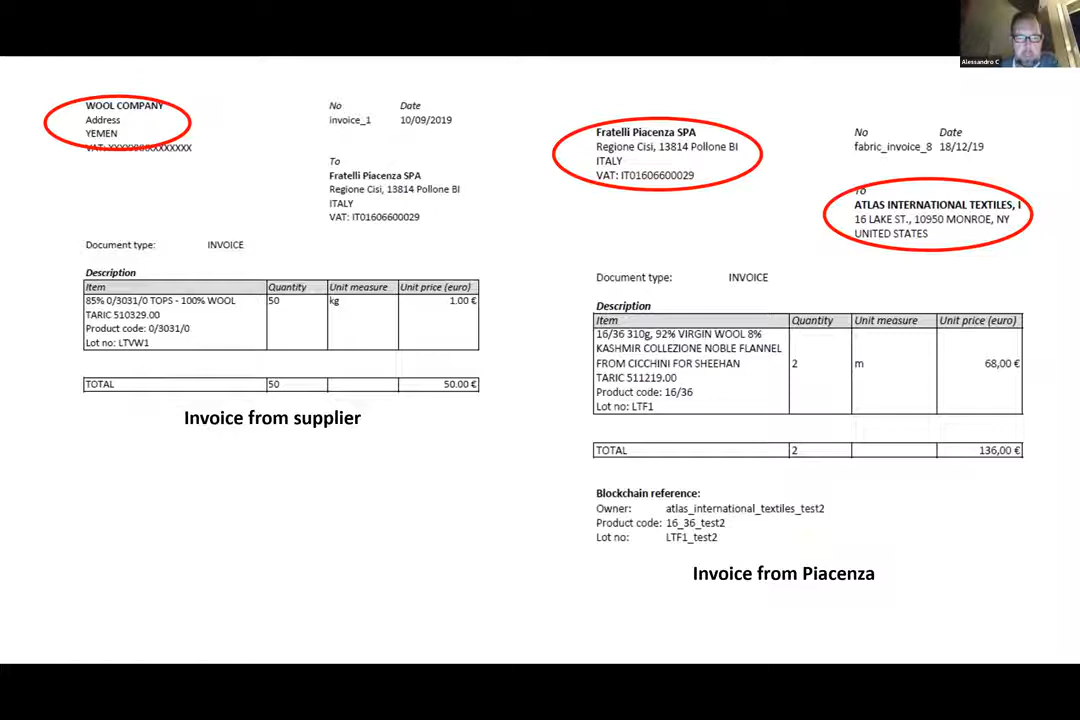 Alessandro C
WOOL COMPANY
Address
YEMEN
VAT: XXXXXXXXXXXXXX
No Date
invoice_1 10/09/2019
To
Fratelli Piacenza SPA
Regione Cisi, 13814 Pollone BI
ITALY
VAT: IT01606600029
Document type: INVOICE
Description
Item Quantity Unit measure Unit price (euro)
85% 0/3031/0 TOPS - 100% WOOL 50 kg 1.00 €
TARIC 510329.00
Product code: 0/3031/0
Lot no: LTVW1
TOTAL 50 50.00 €
Invoice from supplier
Fratelli Piacenza SPA
Regione Cisi, 13814 Pollone BI
ITALY
VAT: IT01606600029
No Date
fabric_invoice_8 18/12/19
To
ATLAS INTERNATIONAL TEXTILES, I
16 LAKE ST., 10950 MONROE, NY
UNITED STATES
Document type: INVOICE
Description
Item Quantity Unit measure Unit price (euro)
16/36 310g, 92% VIRGIN WOOL 8%
KASHMIR COLLEZIONE NOBLE FLANNEL
FROM CICCHINI FOR SHEEHAN 2 m 68,00 €
TARIC 511219.00
Product code: 16/36
Lot no: LTF1
TOTAL 2 136,00 €
Blockchain reference:
Owner: atlas_international_textiles_test2
Product code: 16_36_test2
Lot no: LTF1_test2
Invoice from Piacenza